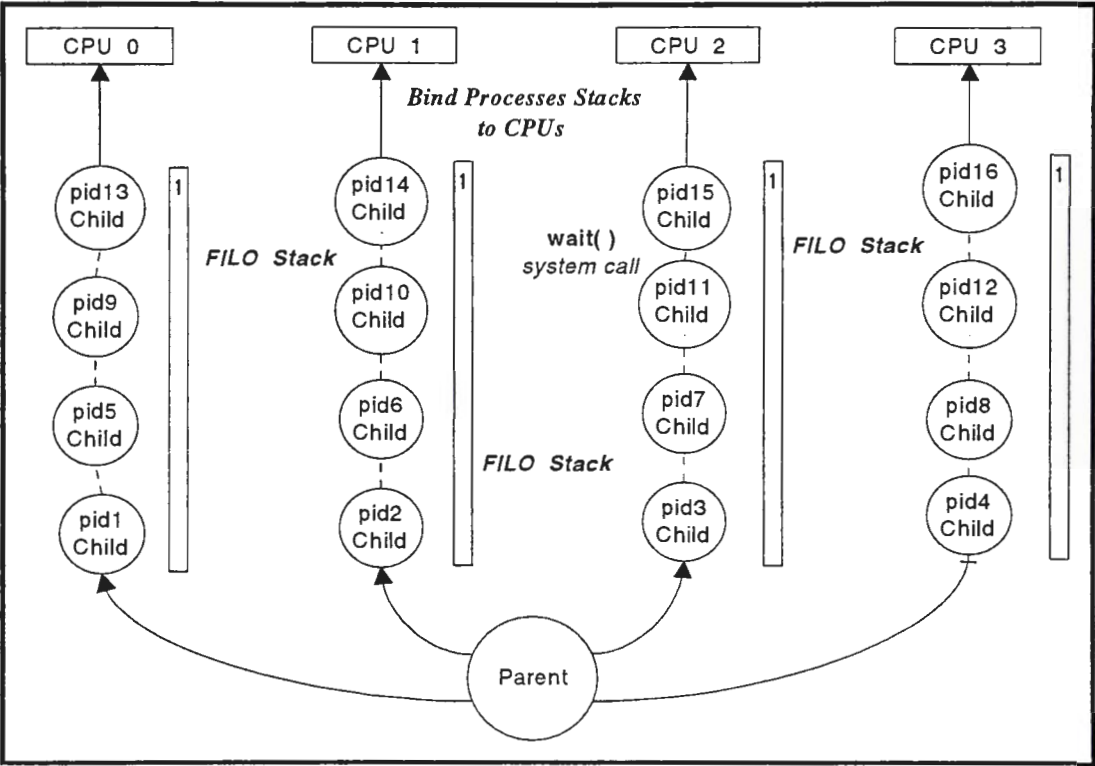 CPU 0
CPU 1
CPU 2
CPU 3
Bind Processes Stacks
to CPUs
pid13
Child
1
pid14
Child
1
pid15
Child
1
pid16
Child
1
FILO Stack
wait( )
system call
FILO Stack
pid9
Child
pid10
Child
pid11
Child
pid12
Child
pid5
Child
pid6
Child
pid7
Child
pid8
Child
FILO Stack
pid1
Child
pid2
Child
pid3
Child
pid4
Child
Parent